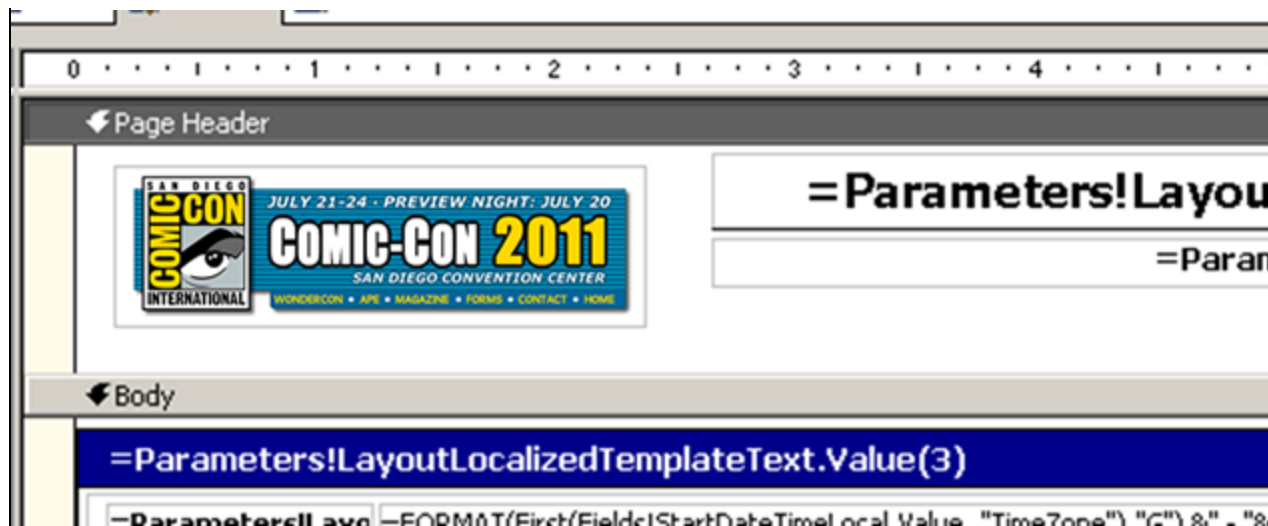 0 1 2 3 4
Page Header
SAN DIEGO
COMIC CON
INTERNATIONAL
JULY 21-24 · PREVIEW NIGHT: JULY 20
COMIC-CON 2011
SAN DIEGO CONVENTION CENTER
WONDERCON • APE • MAGAZINE • FORMS • CONTACT • HOME
=Parameters!Layou
=Paran
Body
=Parameters!LayoutLocalizedTemplateText.Value(3)
=Parameters!Layo =FORMAT(First(Fields!StartDateTimeLocal.Value, "TimeZone"),"G") &" - "&